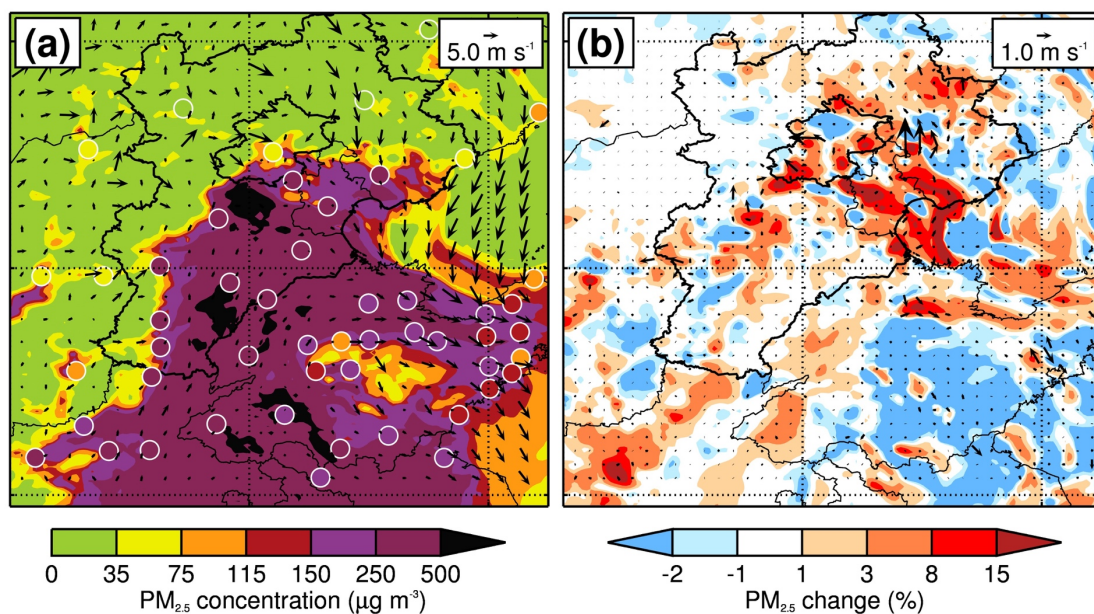 (a)
5.0 m s⁻¹
(b)
1.0 m s⁻¹
0 35 75 115 150 250 500
PM₂.₅ concentration (µg m⁻³)
-2 -1 1 3 8 15
PM₂.₅ change (%)